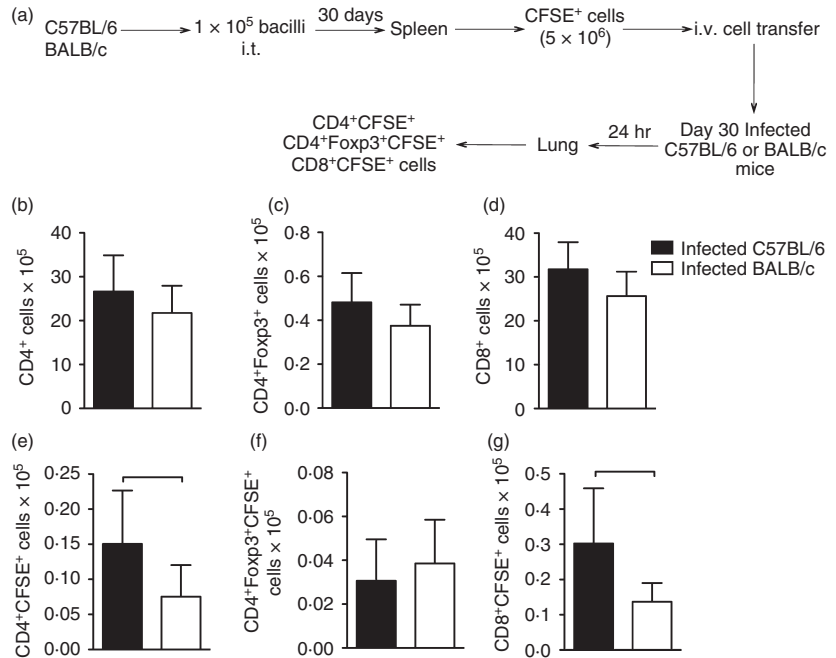 (a)
C57BL/6
BALB/c
1 × 10⁵ bacilli
i.t.
30 days
Spleen
CFSE⁺ cells
(5 × 10⁶)
i.v. cell transfer
Day 30 Infected
C57BL/6 or BALB/c
mice
24 hr
Lung
CD4⁺CFSE⁺
CD4⁺Foxp3⁺CFSE⁺
CD8⁺CFSE⁺ cells
(b)
CD4⁺ cells × 10⁵
40
30
20
10
0
(c)
CD4⁺Foxp3⁺ cells × 10⁵
0·8
0·6
0·4
0·2
0·0
(d)
CD8⁺ cells × 10⁵
40
30
20
10
0
Infected C57BL/6
Infected BALB/c
(e)
CD4⁺CFSE⁺ cells × 10⁵
0·25
0·20
0·15
0·10
0·05
0·00
(f)
CD4⁺Foxp3⁺CFSE⁺
cells × 10⁵
0·08
0·06
0·04
0·02
0·00
(g)
CD8⁺CFSE⁺ cells × 10⁵
0·5
0·4
0·3
0·2
0·1
0·0